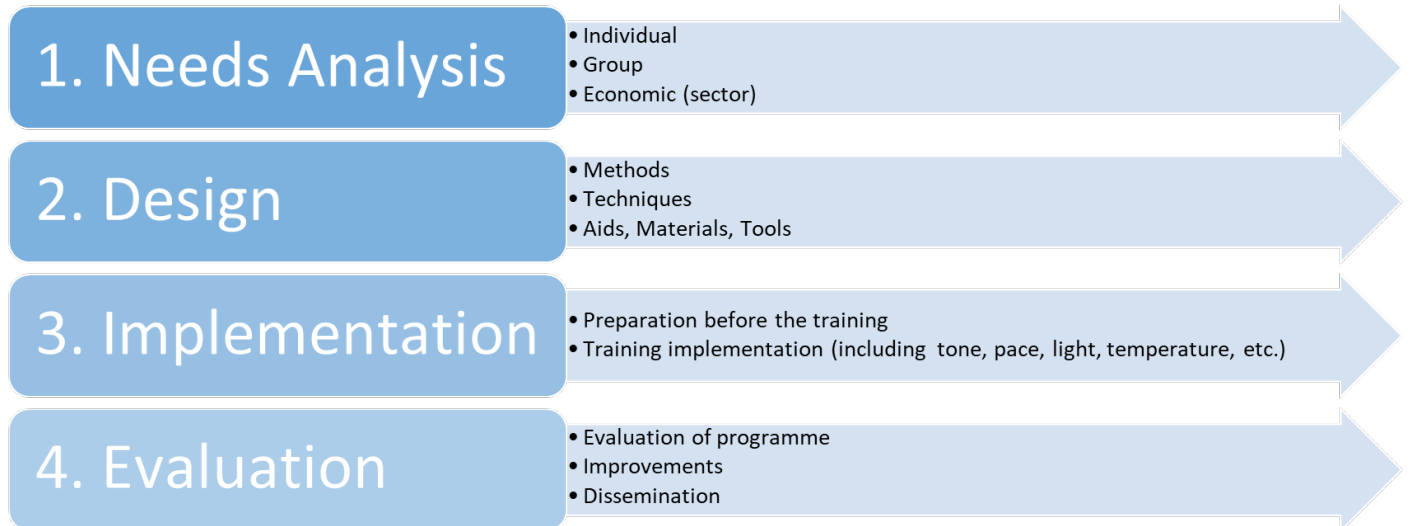 1. Needs Analysis
• Individual
• Group
• Economic (sector)
2. Design
• Methods
• Techniques
• Aids, Materials, Tools
3. Implementation
• Preparation before the training
• Training implementation (including tone, pace, light, temperature, etc.)
4. Evaluation
• Evaluation of programme
• Improvements
• Dissemination